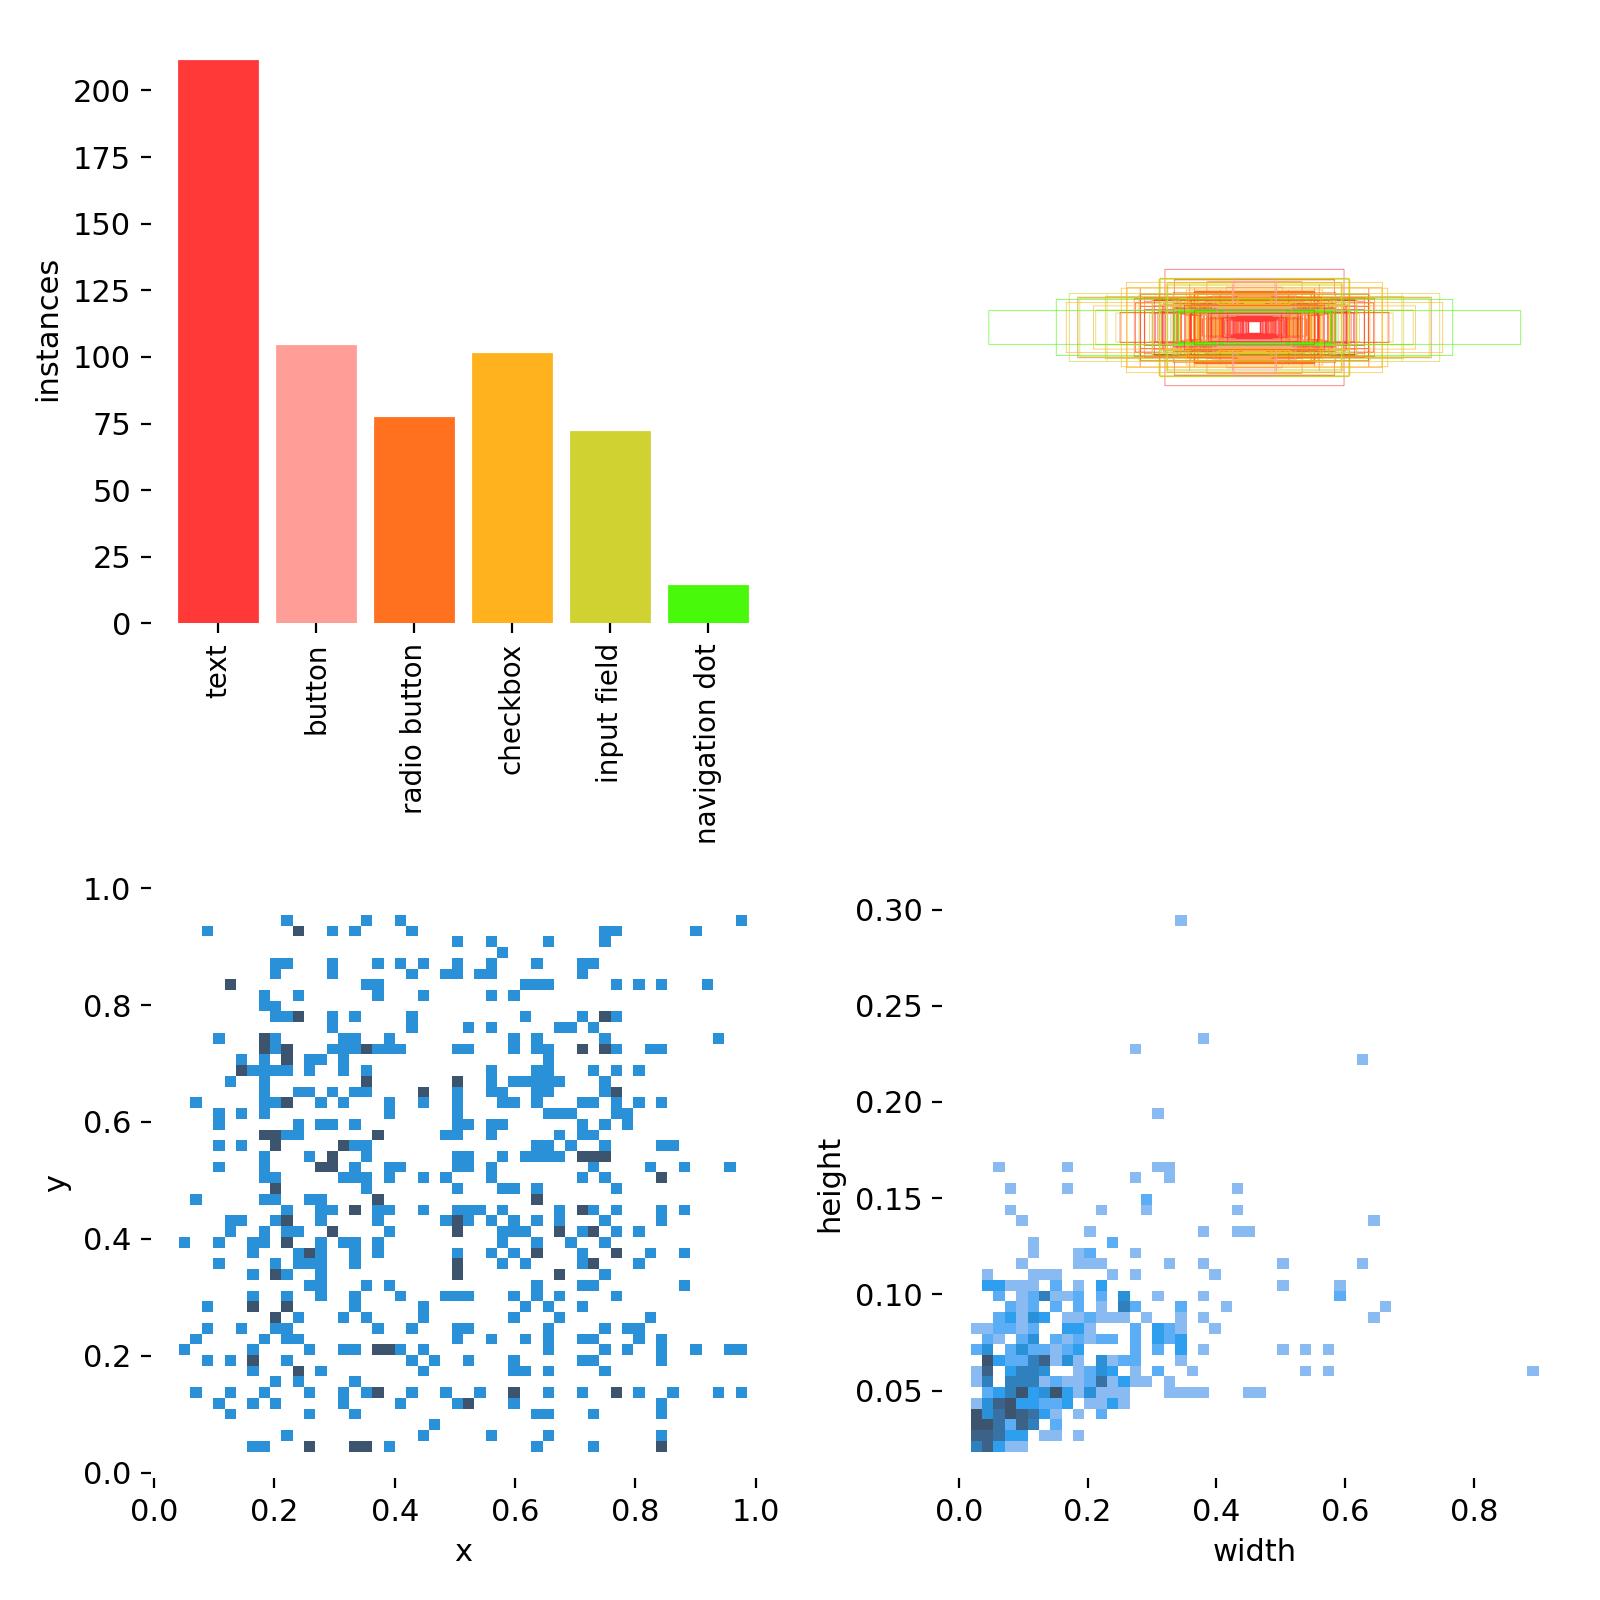 200
175
150
125
100
75
50
25
0
instances
text
button
radio button
checkbox
input field
navigation dot
1.0
0.8
0.6
0.4
0.2
0.0
y
0.0 0.2 0.4 0.6 0.8 1.0
x
0.30
0.25
0.20
0.15
0.10
0.05
height
0.0 0.2 0.4 0.6 0.8
width